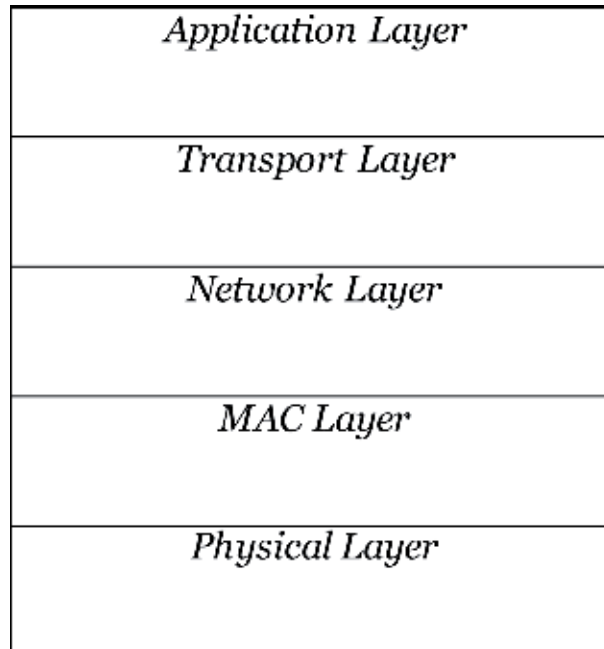 Application Layer
Transport Layer
Network Layer
MAC Layer
Physical Layer